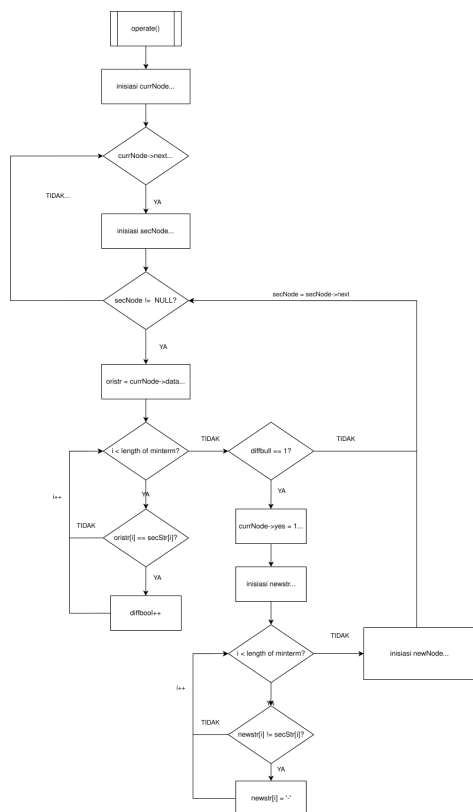 operate()
inisiasi currNode...
currNode->next...
TIDAK...
YA
inisiasi secNode...
secNode != NULL?
secNode = secNode->next
YA
oristr = currNode->data...
i < length of minterm?
TIDAK
diffbull == 1?
TIDAK
i++
YA
YA
TIDAK
oristr[i] == secStr[i]?
currNode->yes = 1...
YA
diffbool++
inisiasi newstr...
i < length of minterm?
TIDAK
inisiasi newNode...
i++
YA
TIDAK
newstr[i] != secStr[i]?
YA
newstr[i] = '-'